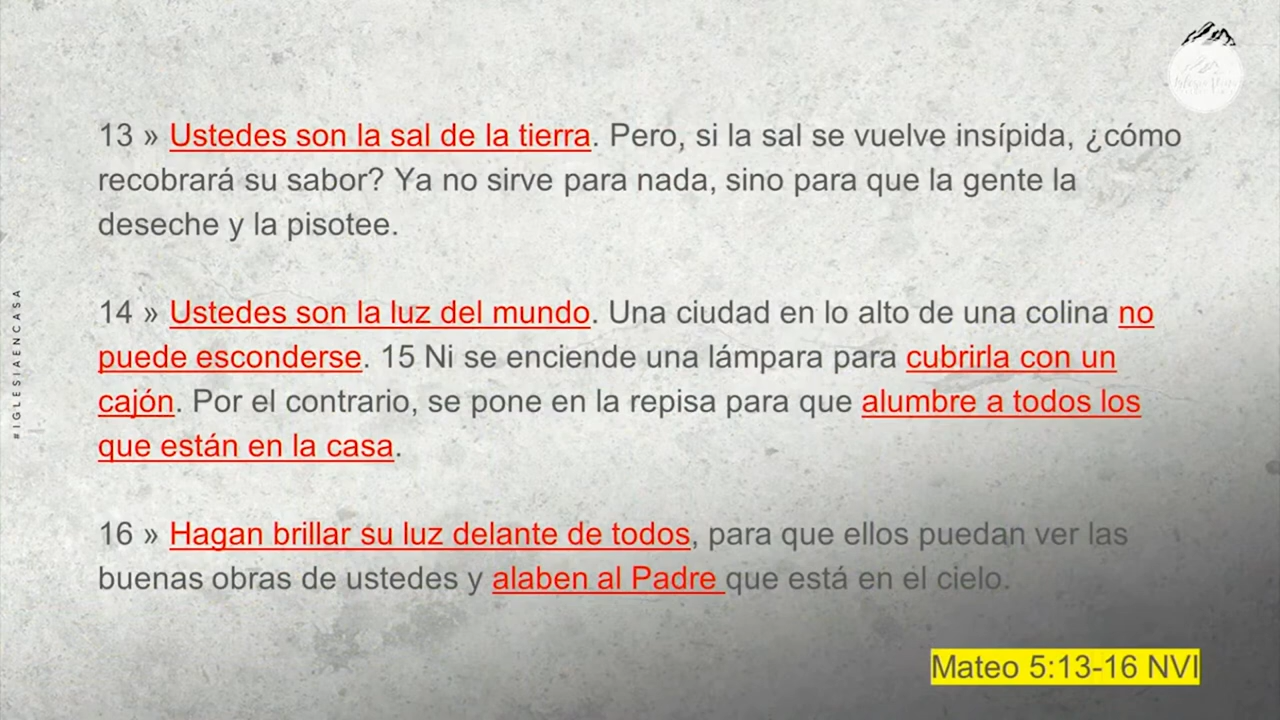 13 » Ustedes son la sal de la tierra. Pero, si la sal se vuelve insípida, ¿cómo
recobrará su sabor? Ya no sirve para nada, sino para que la gente la
deseche y la pisotee.
14 » Ustedes son la luz del mundo. Una ciudad en lo alto de una colina no
puede esconderse. 15 Ni se enciende una lámpara para cubrirla con un
cajón. Por el contrario, se pone en la repisa para que alumbre a todos los
que están en la casa.
16 » Hagan brillar su luz delante de todos, para que ellos puedan ver las
buenas obras de ustedes y alaben al Padre que está en el cielo.
Mateo 5:13-16 NVI
#IGLESIAENCASA